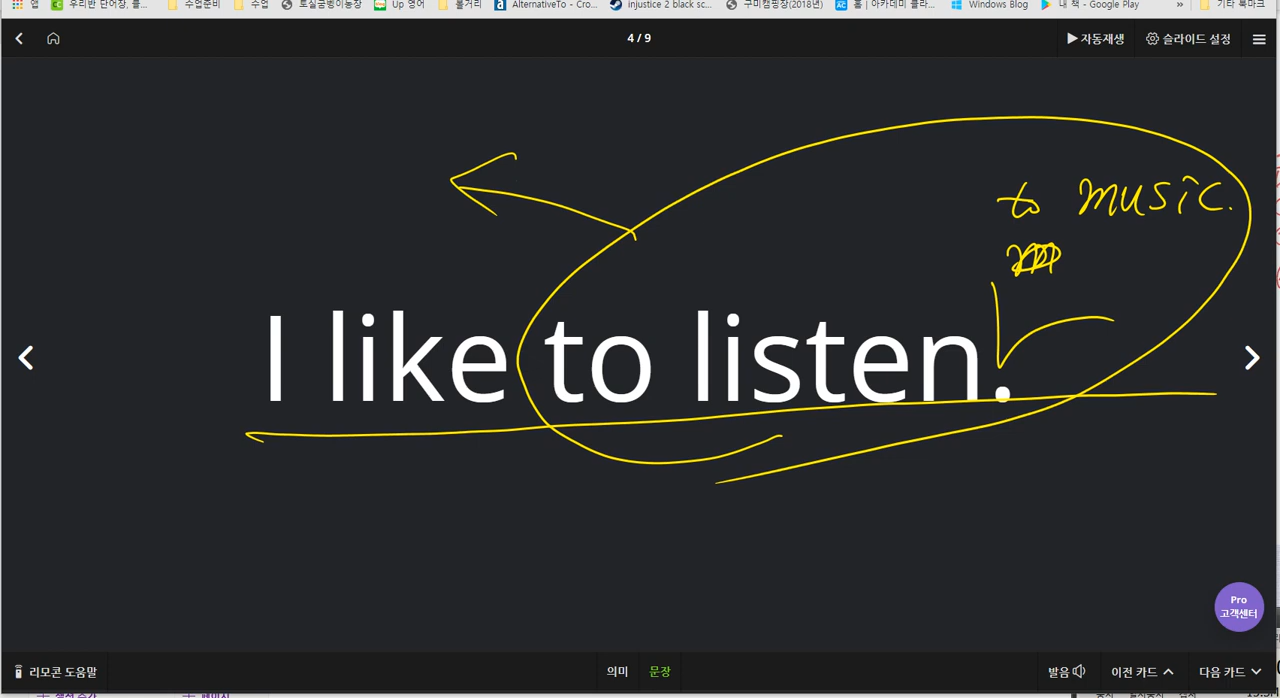 앱 우리반 단어장, 클... 수업준비 수업 토실굼벵이농장 Up 영어 볼거리 AlternativeTo - Cro... injustice 2 black sc... 구미캠핑장(2018년) 홈 | 아카데미 클라... Windows Blog 내 책 - Google Play » 기타 북마크
4 / 9 자동재생 슬라이드 설정
to music.
I like to listen.
Pro
고객센터
리모콘 도움말 의미 문장 발음 이전 카드 다음 카드